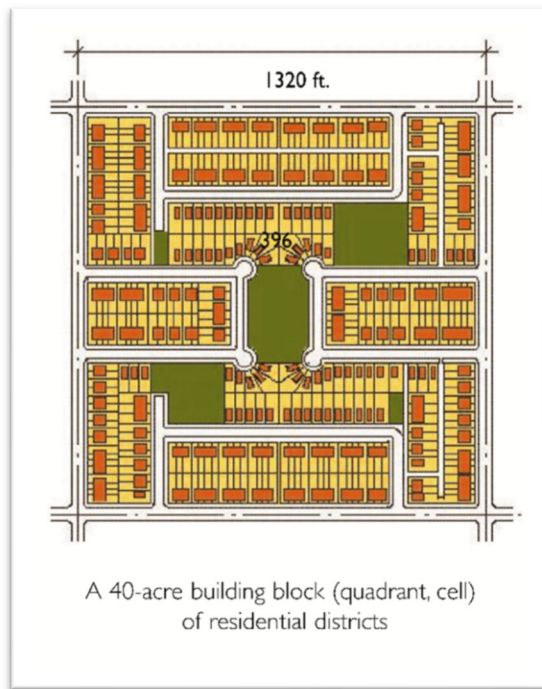 1320 ft.
396
A 40-acre building block (quadrant, cell)
of residential districts